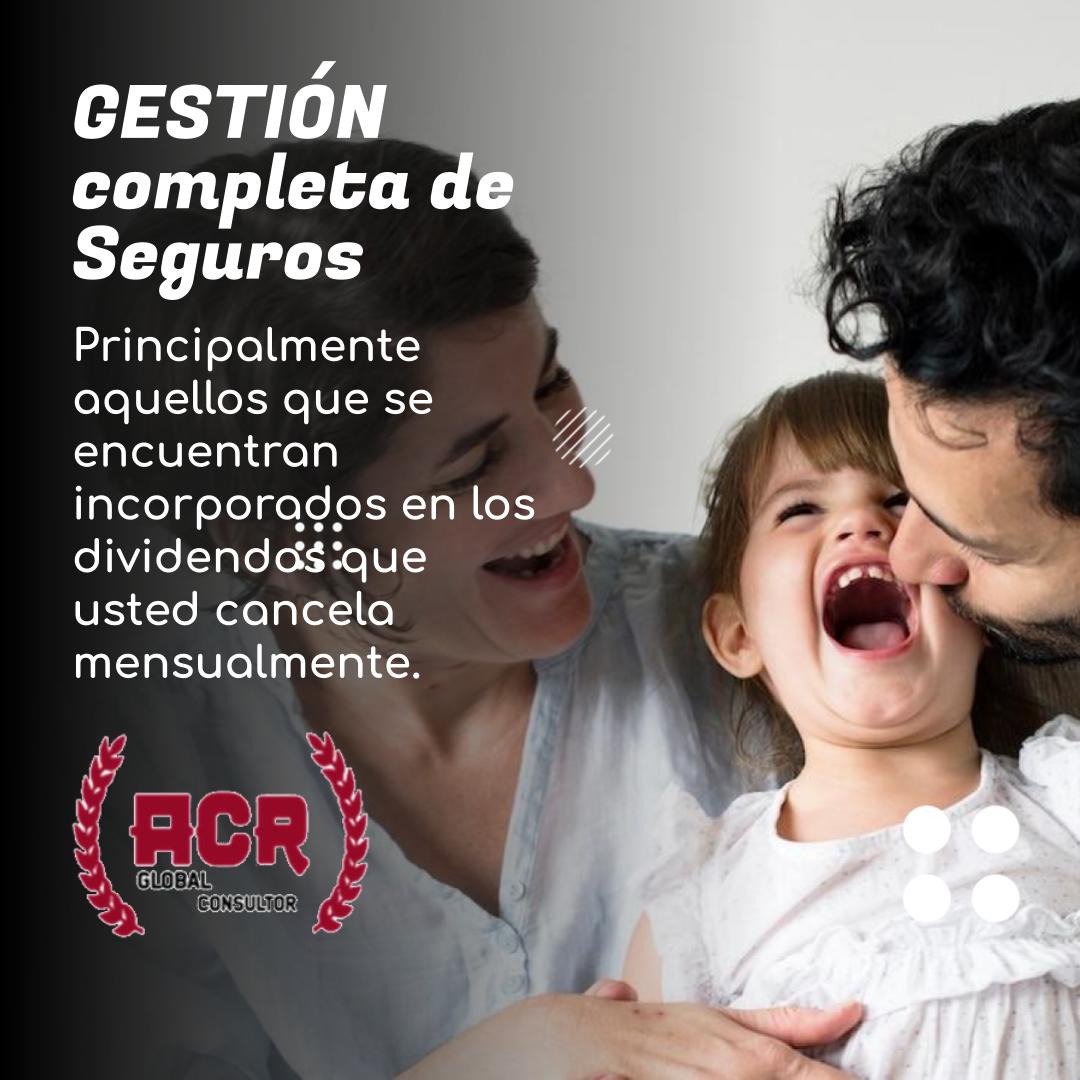 GESTIÓN
completa de
Seguros
Principalmente
aquellos que se
encuentran
incorporados en los
dividendos que
usted cancela
mensualmente.
ACR
GLOBAL
CONSULTOR